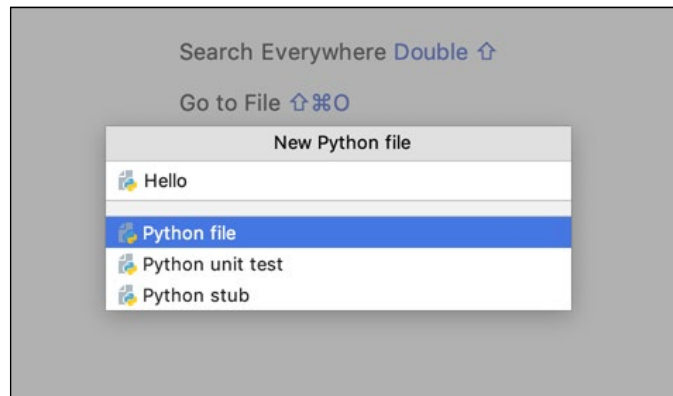 Search Everywhere Double ⇧
Go to File ⇧⌘O
New Python file
Hello
Python file
Python unit test
Python stub